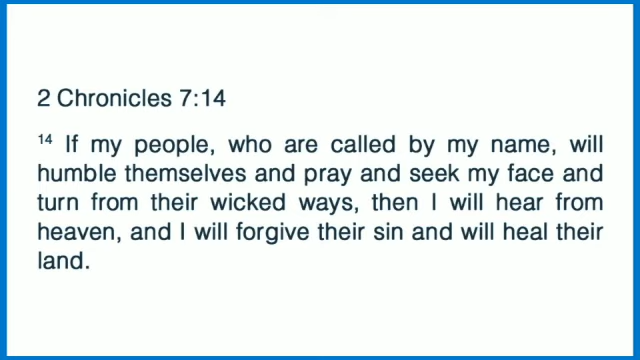 2 Chronicles 7:14
14 If my people, who are called by my name, will
humble themselves and pray and seek my face and
turn from their wicked ways, then I will hear from
heaven, and I will forgive their sin and will heal their
land.